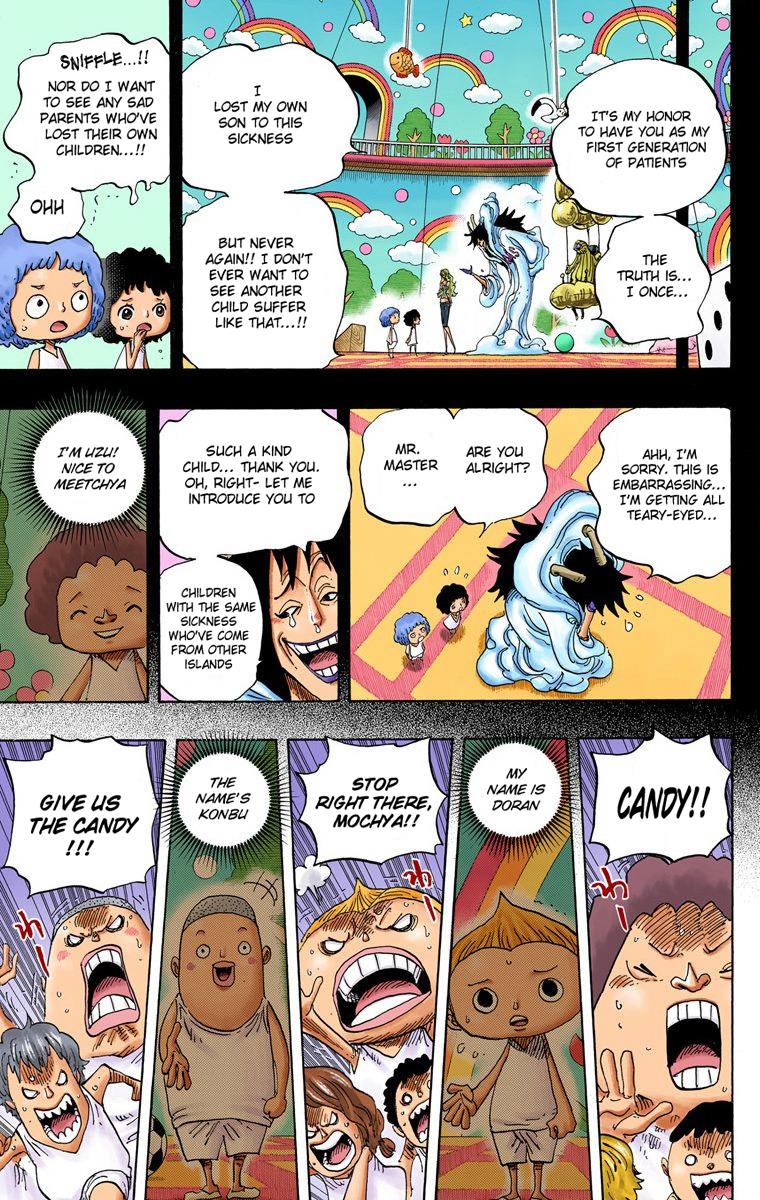 IT'S MY HONOR
TO HAVE YOU AS MY
FIRST GENERATION
OF PATIENTS
THE
TRUTH IS...
I ONCE...
I
LOST MY OWN
SON TO THIS
SICKNESS
BUT NEVER
AGAIN!! I DON'T
EVER WANT TO
SEE ANOTHER
CHILD SUFFER
LIKE THAT...!!
SNIFFLE...!!
NOR DO I WANT
TO SEE ANY SAD
PARENTS WHO'VE
LOST THEIR OWN
CHILDREN...!!
OHH
AHH, I'M
SORRY. THIS IS
EMBARRASSING...
I'M GETTING ALL
TEARY-EYED...
ARE YOU
ALRIGHT?
MR.
MASTER
...
SUCH A KIND
CHILD... THANK YOU.
OH, RIGHT- LET ME
INTRODUCE YOU TO
CHILDREN
WITH THE SAME
SICKNESS
WHO'VE COME
FROM OTHER
ISLANDS
I'M UZU!
NICE TO
MEETCHYA
CANDY!!
MY
NAME IS
DORAN
STOP
RIGHT THERE,
MOCHYA!!
THE
NAME'S
KONBU
GIVE US
THE CANDY
!!!